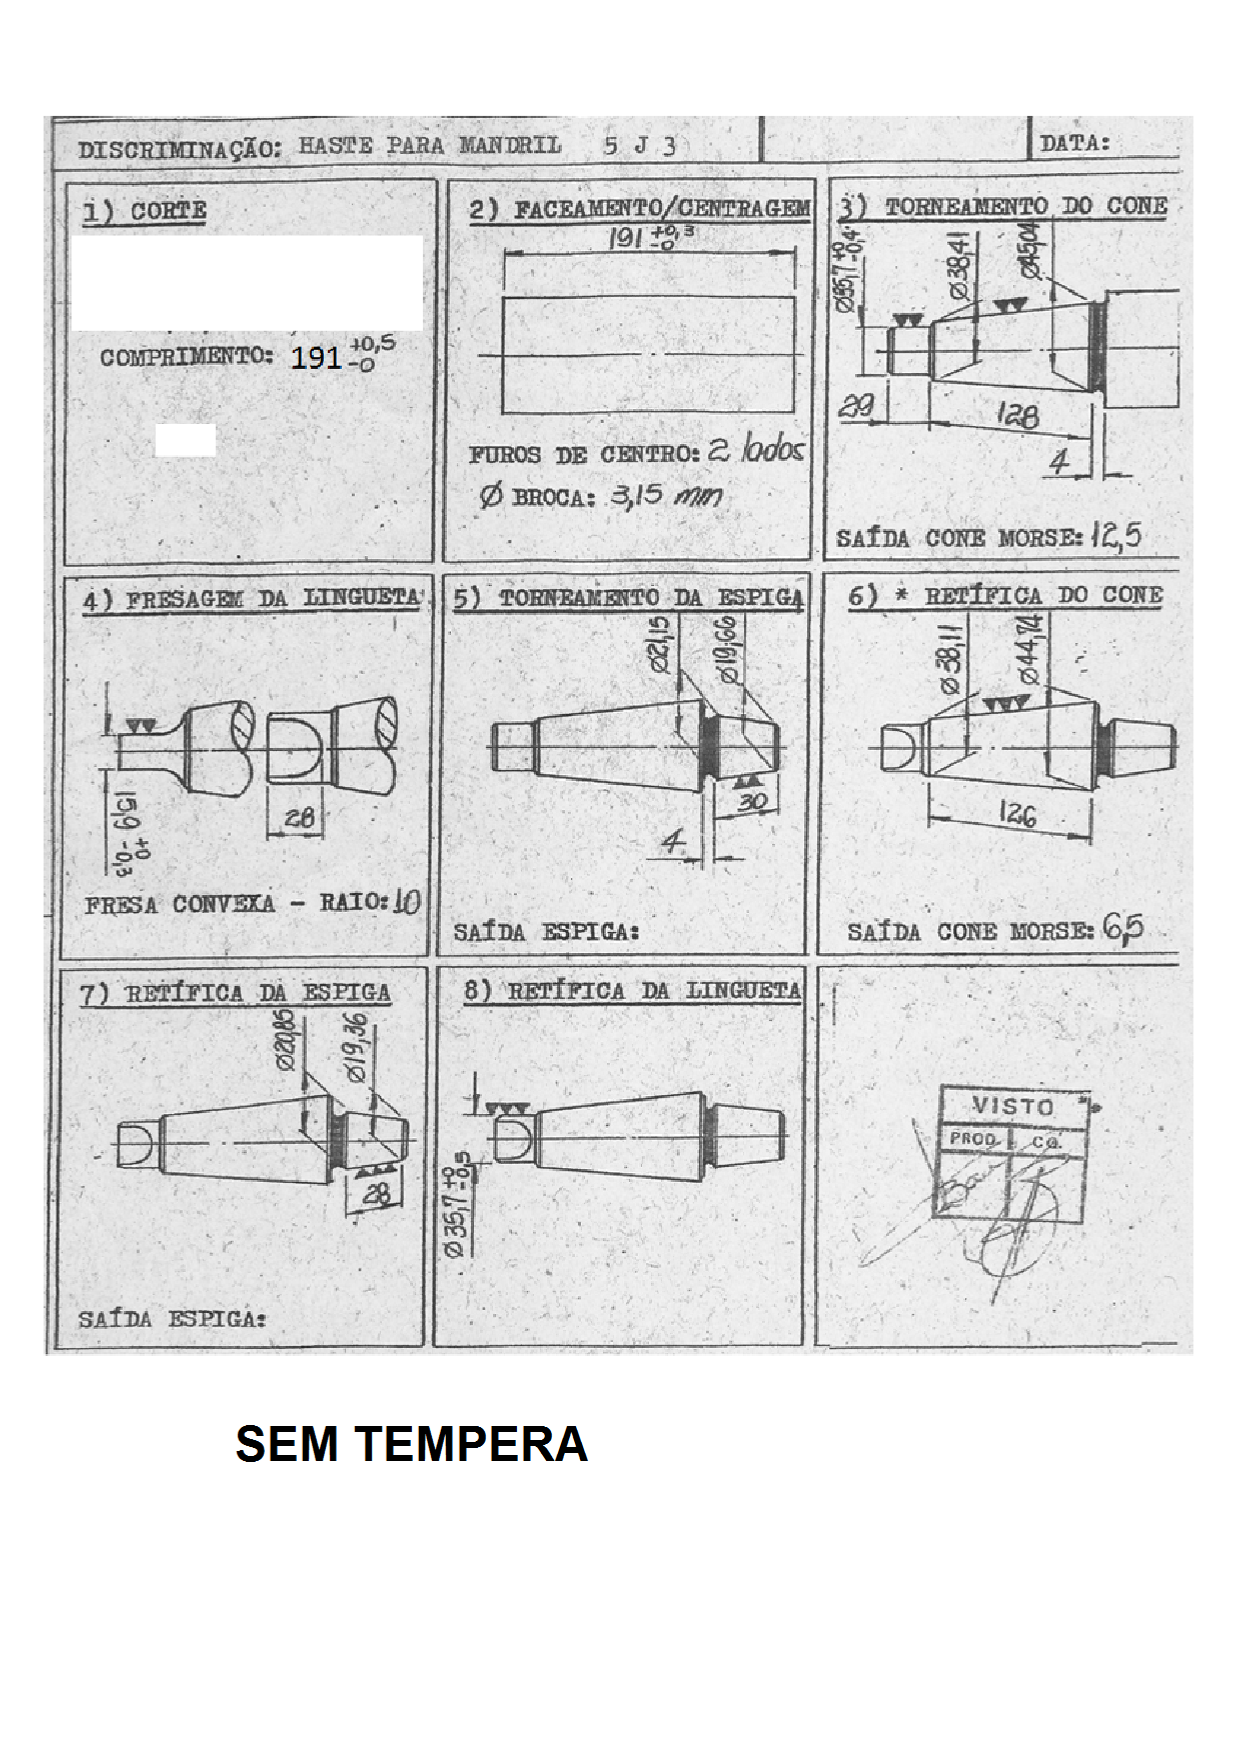 DISCRIMINAÇÃO: HASTE PARA MANDRIL 5 J 3
DATA:
1) CORTE
COMPRIMENTO: 191 +0,5 -0
2) FACEAMENTO/CENTRAGEM
191 +0,3 -0
FUROS DE CENTRO: 2 lados
Ø BROCA: 3,15 mm
3) TORNEAMENTO DO CONE
Ø35,7 +0 -0,4
Ø38,41
Ø45,04
29
128
4
SAÍDA CONE MORSE: 12,5
4) FRESAGEM DA LINGUETA
15,9 +0 -0,3
28
FRESA CONVEXA - RAIO: 10
5) TORNEAMENTO DA ESPIGA
Ø21,15
Ø19,66
30
4
SAÍDA ESPIGA:
6) * RETÍFICA DO CONE
Ø38,11
Ø44,74
126
SAÍDA CONE MORSE: 6,5
7) RETÍFICA DA ESPIGA
Ø20,85
Ø19,36
28
SAÍDA ESPIGA:
8) RETÍFICA DA LINGUETA
Ø35,7 +0 -0,5
VISTO
PROD. CQ.
SEM TEMPERA